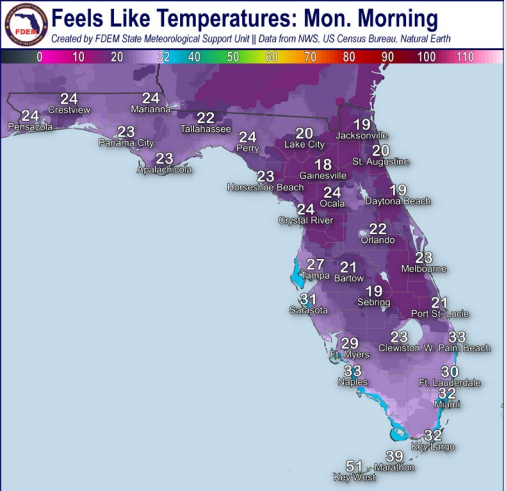 Feels Like Temperatures: Mon. Morning
FDEM
Created by FDEM State Meteorological Support Unit || Data from NWS, US Census Bureau, Natural Earth
0 10 20 32 40 50 60 70 80 90 100 110
24
Crestview
24
Marianna
24
Pensacola
23
Panama City
22
Tallahassee
23
Apalachicola
24
Perry
20
Lake City
19
Jacksonville
20
St. Augustine
18
Gainesville
23
Horseshoe Beach
24
Ocala
19
Daytona Beach
24
Crystal River
22
Orlando
23
Melbourne
27
Tampa
21
Bartow
19
Sebring
31
Sarasota
21
Port St. Lucie
29
Ft. Myers
23
Clewiston
33
W. Palm Beach
33
Naples
30
Ft. Lauderdale
32
Miami
32
Key Largo
39
Marathon
51
Key West